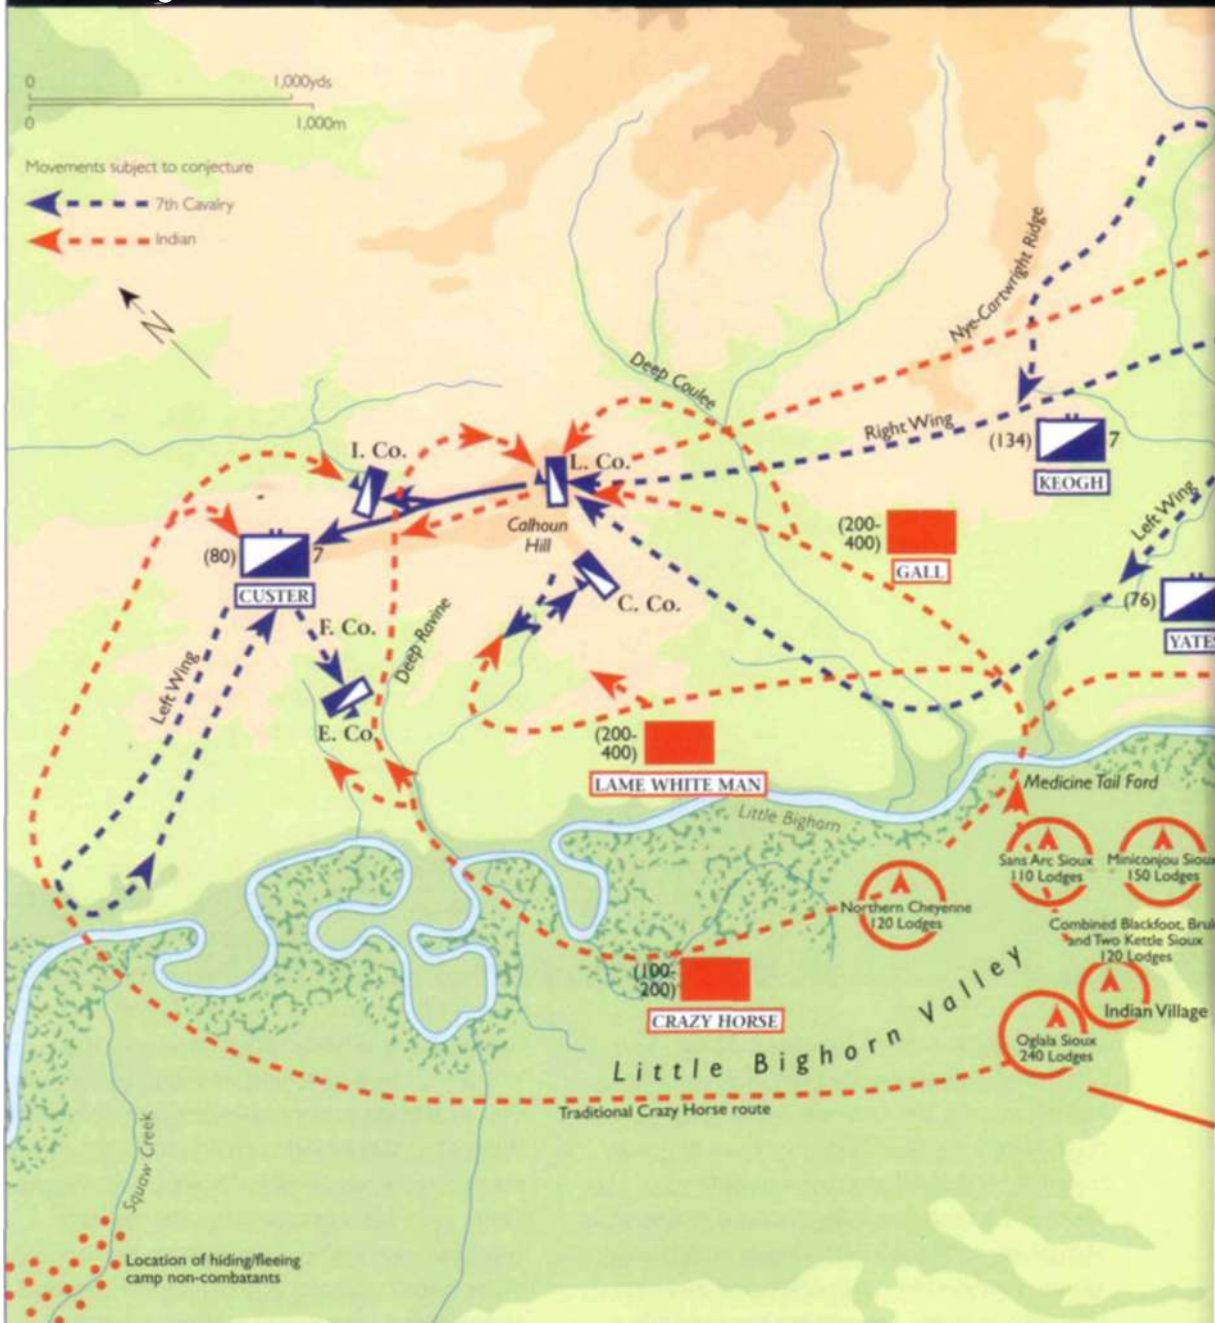 0 1,000yds
0 1,000m
Movements subject to conjecture
7th Cavalry
Indian
N
Nye-Cartwright Ridge
Deep Coulee
Right Wing
(134) 7
KEOGH
I. Co.
L. Co.
Calhoun
Hill
(200-
400)
GALL
Left Wing
(76)
YATE
(80) 7
CUSTER
C. Co.
F. Co.
Deep Ravine
Left Wing
E. Co.
(200-
400)
LAME WHITE MAN
Medicine Tail Ford
Little Bighorn
Sans Arc Sioux
110 Lodges
Miniconjou Sioux
150 Lodges
Northern Cheyenne
120 Lodges
Combined Blackfoot, Brul
and Two Kettle Sioux
120 Lodges
(100-
200)
CRAZY HORSE
Indian Village
Oglala Sioux
240 Lodges
Little Bighorn Valley
Traditional Crazy Horse route
Squaw Creek
Location of hiding/fleeing
camp non-combatants